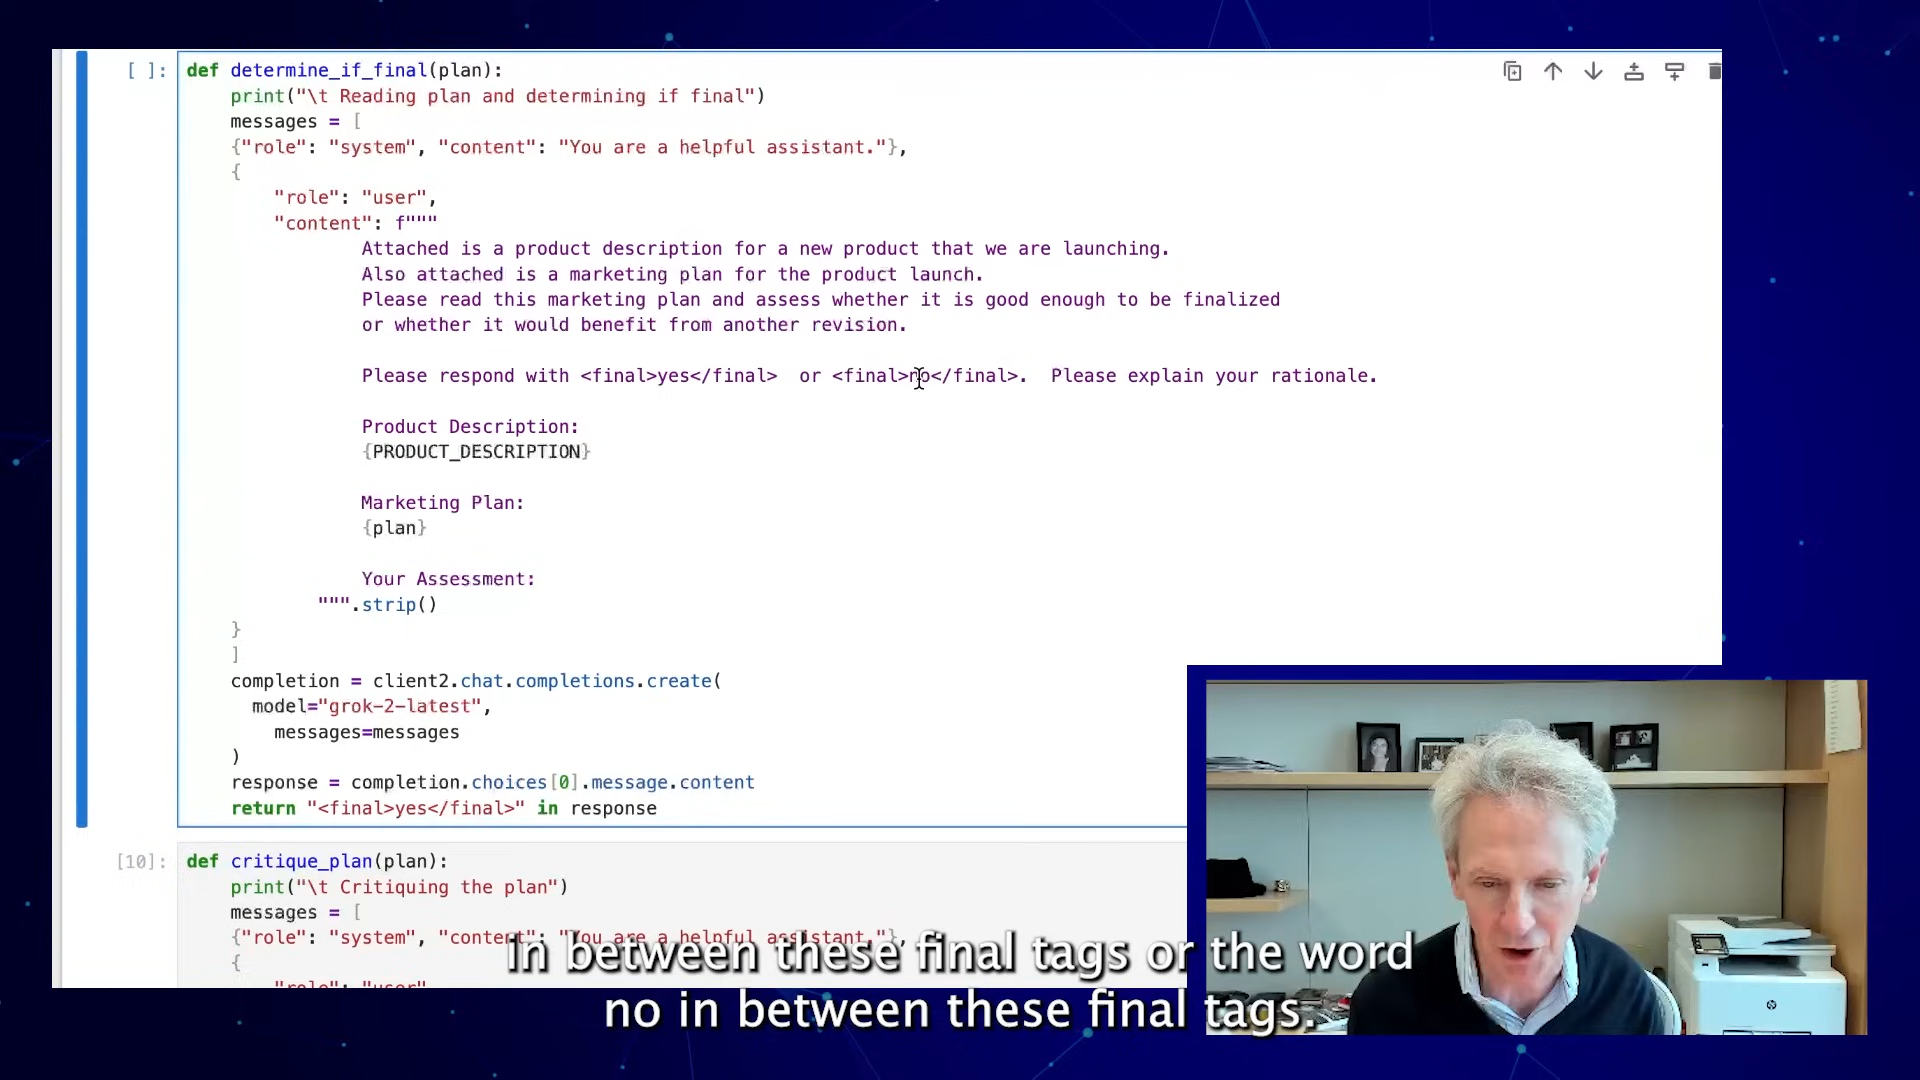 [ ]:
def determine_if_final(plan):
print("\t Reading plan and determining if final")
messages = [
{"role": "system", "content": "You are a helpful assistant."},
{
"role": "user",
"content": f"""
Attached is a product description for a new product that we are launching.
Also attached is a marketing plan for the product launch.
Please read this marketing plan and assess whether it is good enough to be finalized
or whether it would benefit from another revision.
Please respond with <final>yes</final>  or <final>no</final>.  Please explain your rationale.
Product Description:
{PRODUCT_DESCRIPTION}
Marketing Plan:
{plan}
Your Assessment:
""".strip()
}
]
completion = client2.chat.completions.create(
model="grok-2-latest",
messages=messages
)
response = completion.choices[0].message.content
return "<final>yes</final>" in response
[10]:
def critique_plan(plan):
print("\t Critiquing the plan")
messages = [
{"role": "system", "content": "You are a helpful assistant."},
{
"role": "user",
in between these final tags or the word
no in between these final tags.